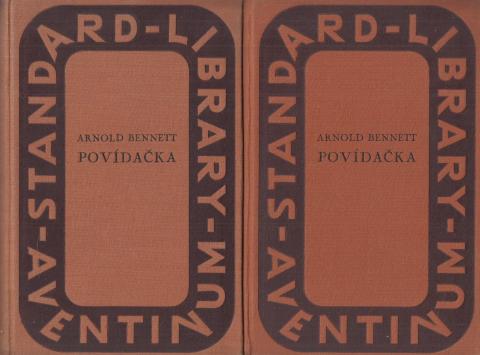 STANDARD-LIBRARY-AVENTINUM-
ARNOLD BENNETT
POVÍDAČKA
STANDARD-LIBRARY-AVENTINUM-
ARNOLD BENNETT
POVÍDAČKA